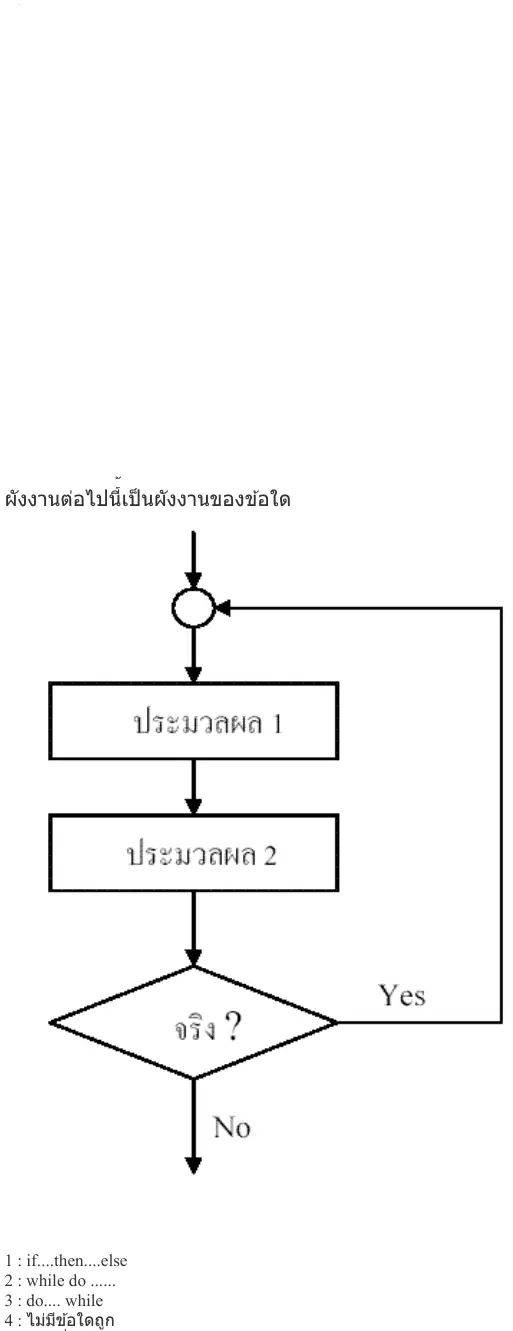 ผังงานต่อไปนี้เป็นผังงานของข้อใด
ประมวลผล 1
ประมวลผล 2
จริง ?
Yes
No
1 : if....then....else
2 : while do ......
3 : do.... while
4 : ไม่มีข้อใดถูก